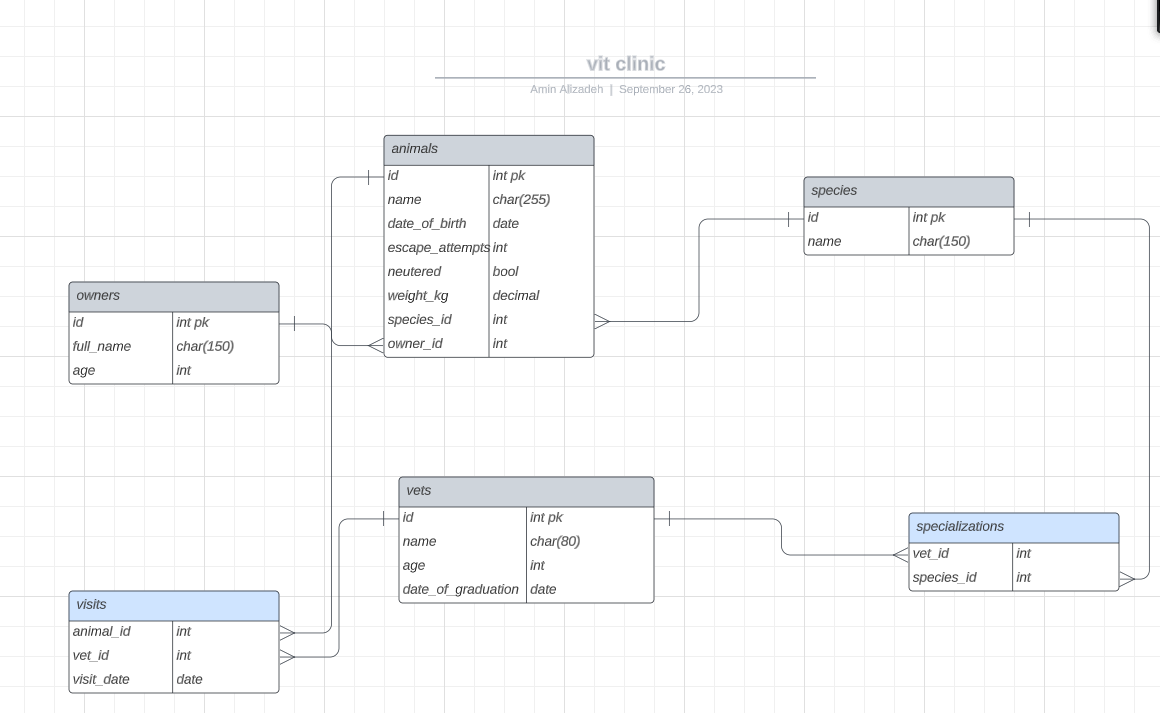 vit clinic
Amin Alizadeh | September 26, 2023
animals
id int pk
name char(255)
date_of_birth date
escape_attempts int
neutered bool
weight_kg decimal
species_id int
owner_id int
species
id int pk
name char(150)
owners
id int pk
full_name char(150)
age int
vets
id int pk
name char(80)
age int
date_of_graduation date
specializations
vet_id int
species_id int
visits
animal_id int
vet_id int
visit_date date